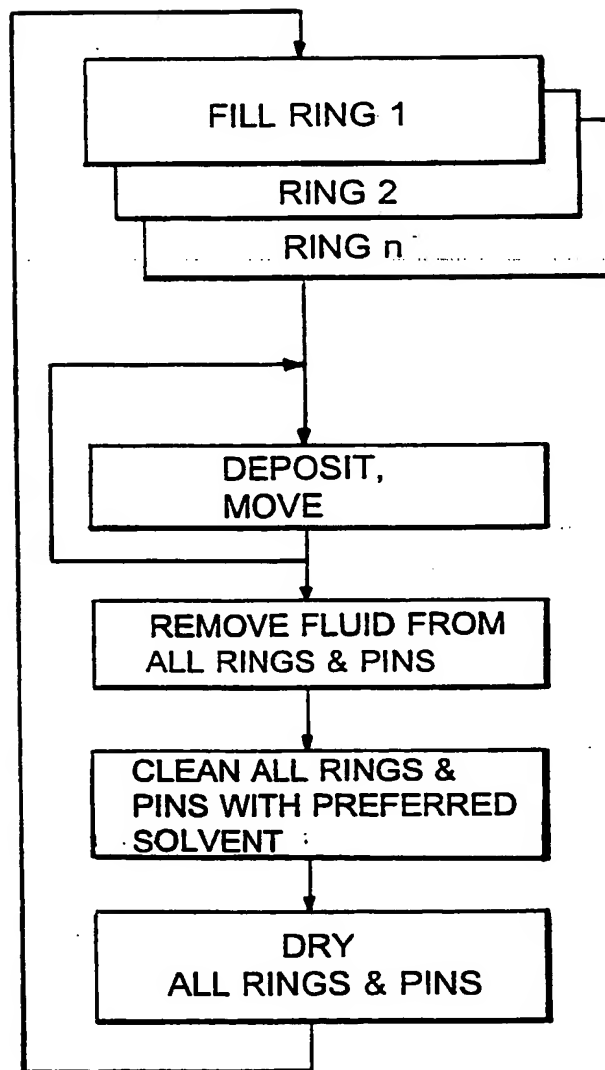 FILL RING 1
RING 2
RING n
DEPOSIT,
MOVE
REMOVE FLUID FROM
ALL RINGS & PINS
CLEAN ALL RINGS &
PINS WITH PREFERRED
SOLVENT
DRY
ALL RINGS & PINS